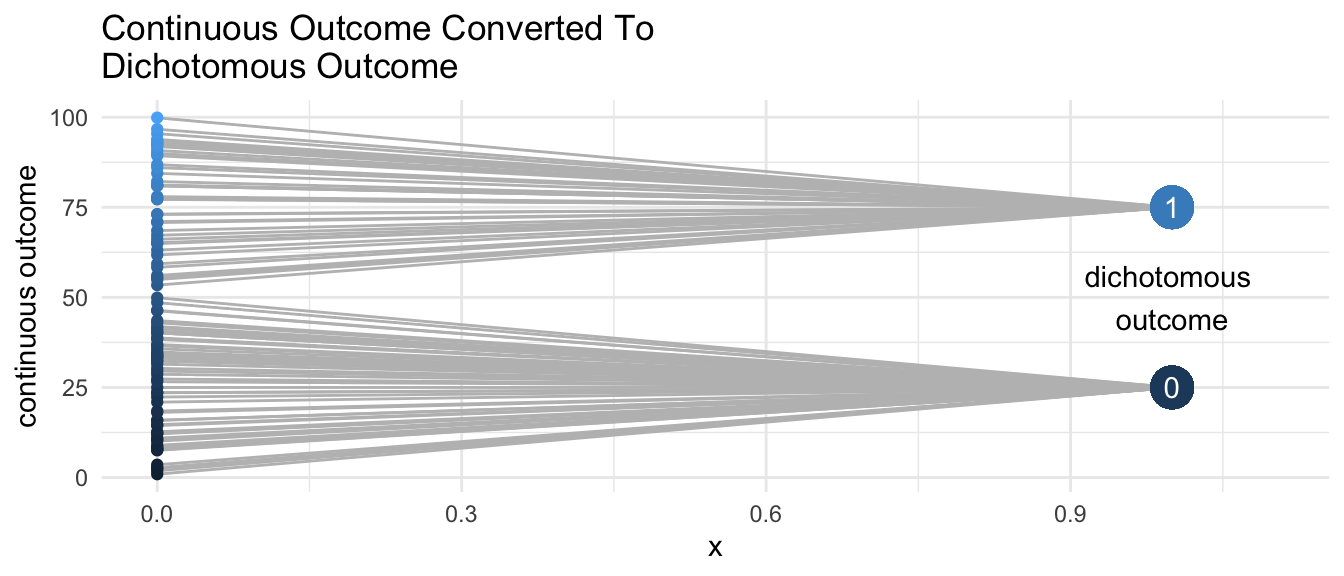 Continuous Outcome Converted To
Dichotomous Outcome
continuous outcome
100
75
50
25
0
1
dichotomous
outcome
0
0.0
0.3
0.6
0.9
x